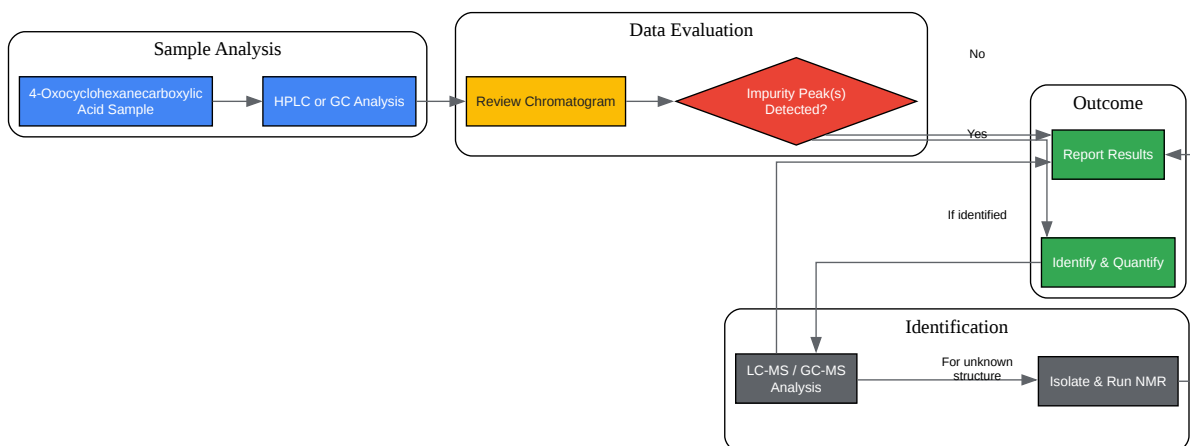 Sample Analysis
4-Oxocyclohexanecarboxylic
Acid Sample
HPLC or GC Analysis
Data Evaluation
Review Chromatogram
Impurity Peak(s)
Detected?
No
Yes
Outcome
Report Results
If identified
Identify & Quantify
Identification
LC-MS / GC-MS
Analysis
For unknown
structure
Isolate & Run NMR